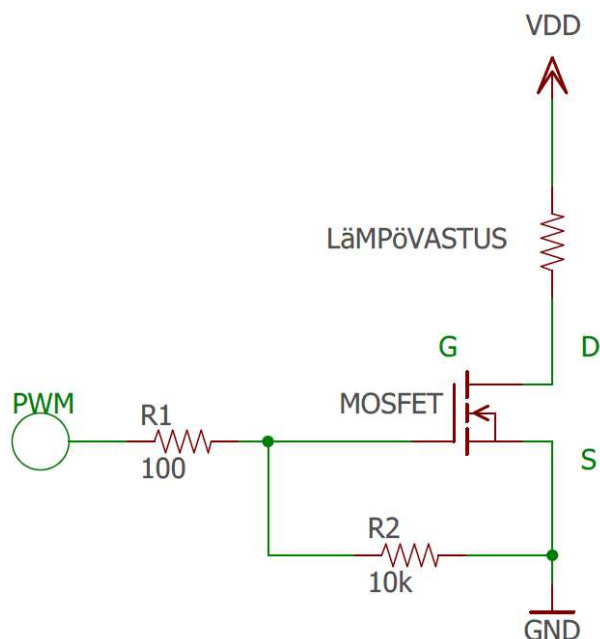 VDD
LäMPöVASTUS
G
D
MOSFET
PWM
R1
100
S
R2
10k
GND